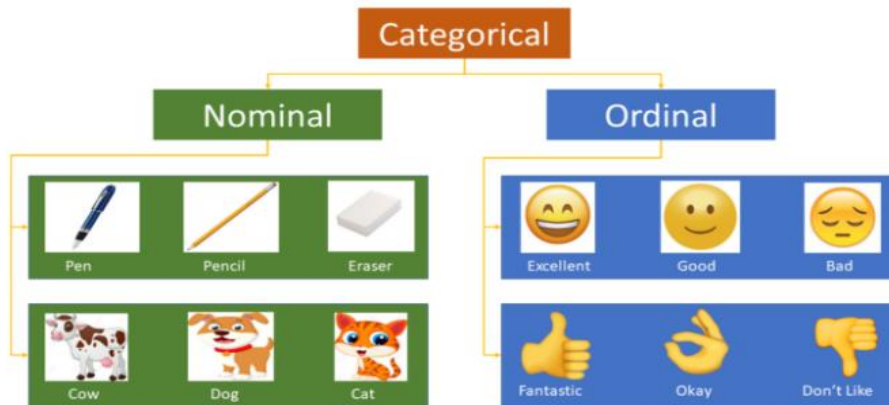 Categorical
Nominal
Ordinal
Pen
Pencil
Eraser
Excellent
Good
Bad
Cow
Dog
Cat
Fantastic
Okay
Don't Like